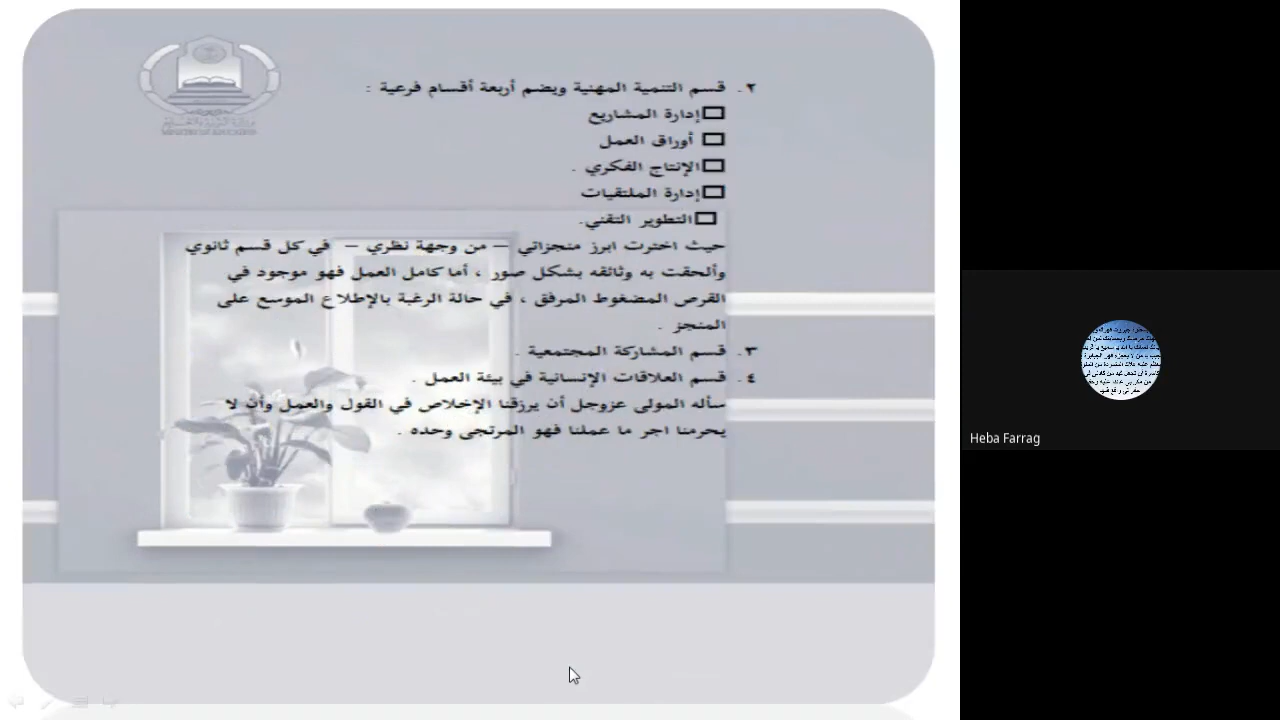 ٢. قسم التنمية المهنية ويضم أربعة أقسام فرعية :
إدارة المشاريع
أوراق العمل
الإنتاج الفكري .
إدارة الملتقيات
التطوير التقني.
حيث اخترت ابرز منجزاتي – من وجهة نظري – في كل قسم ثانوي
وألحقت به وثائقه بشكل صور ، أما كامل العمل فهو موجود في
القرص المضغوط المرفق ، في حالة الرغبة بالإطلاع الموسع على
المنجز .
٣. قسم المشاركة المجتمعية .
٤. قسم العلاقات الإنسانية في بيئة العمل .
سأله المولى عزوجل أن يرزقنا الإخلاص في القول والعمل وأن لا
يحرمنا اجر ما عملنا فهو المرتجى وحده .
Heba Farrag